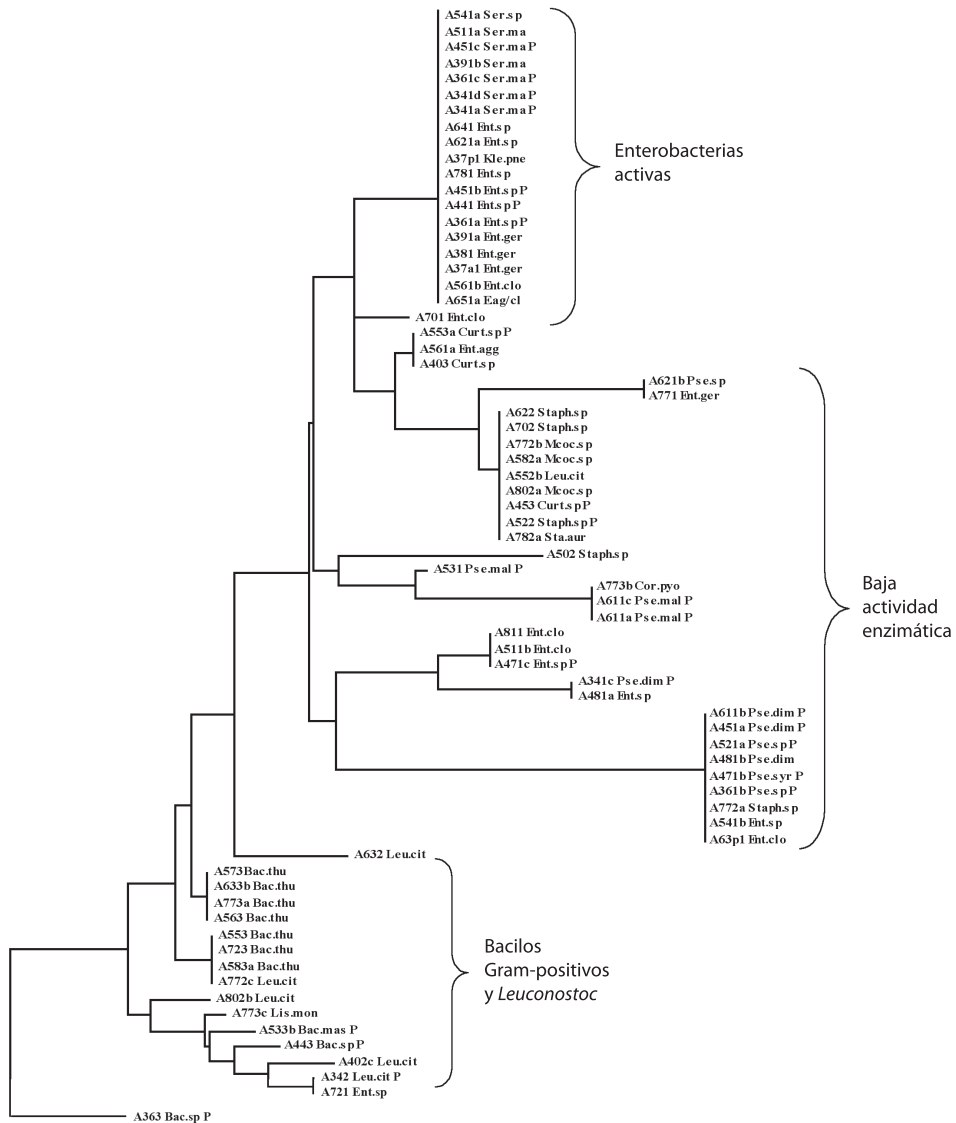 A541a Ser.sp
A511a Ser.ma
A451c Ser.ma P
A391b Ser.ma
A361c Ser.ma P
A341d Ser.ma P
A341a Ser.ma P
A641 Ent.sp
A621a Ent.sp
A37p1 Kle.pne
A781 Ent.sp
A451b Ent.sp P
A441 Ent.sp P
A361a Ent.sp P
A391a Ent.ger
A381 Ent.ger
A37a1 Ent.ger
A561b Ent.clo
A651a Eag/cl
A701 Ent.clo
Enterobacterias
activas
A553a Curt.sp P
A561a Ent.agg
A403 Curt.sp
A621b Pse.sp
A771 Ent.ger
A622 Staph.sp
A702 Staph.sp
A772b Mcoc.sp
A582a Mcoc.sp
A552b Leu.cit
A802a Mcoc.sp
A453 Curt.sp P
A522 Staph.sp P
A782a Sta.aur
A502 Staph.sp
A531 Pse.mal P
A773b Cor.pyo
A611c Pse.mal P
A611a Pse.mal P
A811 Ent.clo
A511b Ent.clo
A471c Ent.sp P
A341c Pse.dim P
A481a Ent.sp
A611b Pse.dim P
A451a Pse.dim P
A521a Pse.sp P
A481b Pse.dim
A471b Pse.syr P
A361b Pse.sp P
A772a Staph.sp
A541b Ent.sp
A63p1 Ent.clo
Baja
actividad
enzimática
A632 Leu.cit
A573Bac.thu
A633b Bac.thu
A773a Bac.thu
A563 Bac.thu
A553 Bac.thu
A723 Bac.thu
A583a Bac.thu
A772c Leu.cit
A802b Leu.cit
A773c Lis.mon
A533b Bac.mas P
A443 Bac.sp P
A402c Leu.cit
A342 Leu.cit P
A721 Ent.sp
Bacilos
Gram-positivos
y Leuconostoc
A363 Bac.sp P